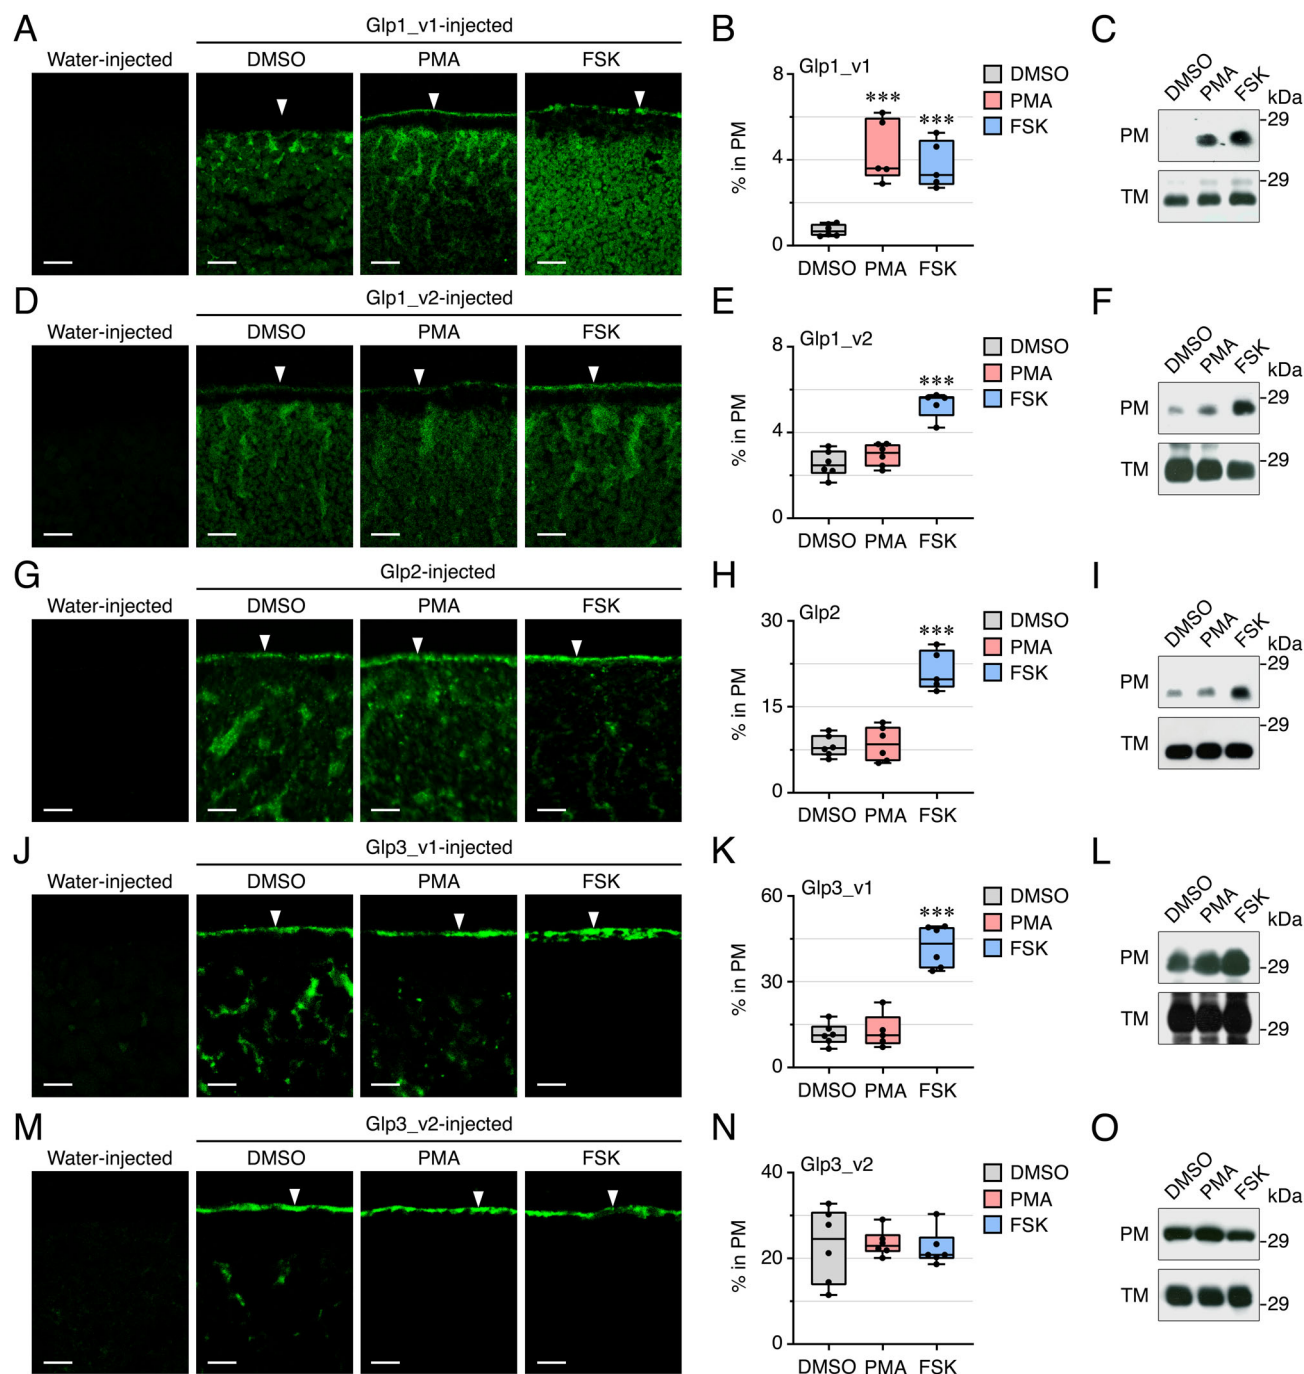 A
Glp1_v1-injected
Water-injected
DMSO
PMA
FSK
B
Glp1_v1
8
4
0
% in PM
***
***
DMSO
PMA
FSK
DMSO
PMA
FSK
C
DMSO
PMA
FSK
kDa
PM
-29
TM
-29
D
Glp1_v2-injected
Water-injected
DMSO
PMA
FSK
E
Glp1_v2
8
4
0
% in PM
***
DMSO
PMA
FSK
DMSO
PMA
FSK
F
DMSO
PMA
FSK
kDa
PM
-29
TM
-29
G
Glp2-injected
Water-injected
DMSO
PMA
FSK
H
Glp2
30
15
0
% in PM
***
DMSO
PMA
FSK
DMSO
PMA
FSK
I
DMSO
PMA
FSK
kDa
PM
-29
TM
-29
J
Glp3_v1-injected
Water-injected
DMSO
PMA
FSK
K
Glp3_v1
60
30
0
% in PM
***
DMSO
PMA
FSK
DMSO
PMA
FSK
L
DMSO
PMA
FSK
kDa
PM
-29
TM
-29
M
Glp3_v2-injected
Water-injected
DMSO
PMA
FSK
N
Glp3_v2
40
20
0
% in PM
DMSO
PMA
FSK
DMSO
PMA
FSK
O
DMSO
PMA
FSK
kDa
PM
-29
TM
-29